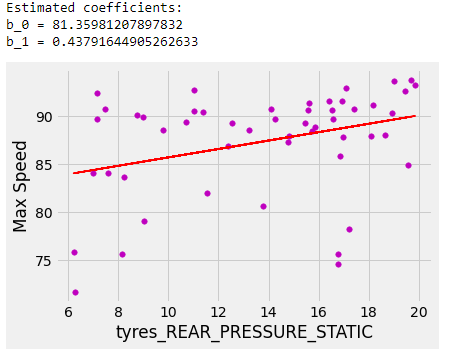 Estimated coefficients:
b_0 = 81.35981207897832
b_1 = 0.43791644905262633
90
85
80
75
Max Speed
6 8 10 12 14 16 18 20
tyres_REAR_PRESSURE_STATIC